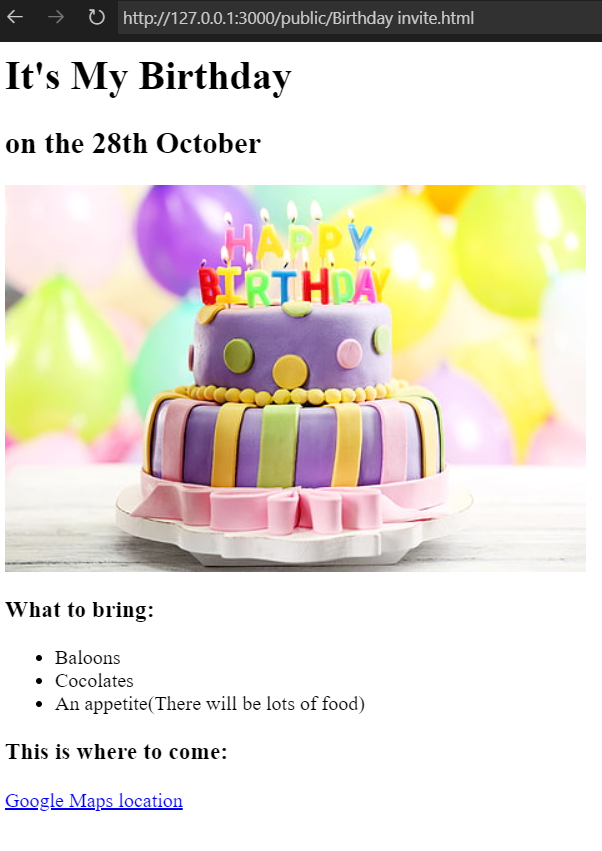 http://127.0.0.1:3000/public/Birthday invite.html
It's My Birthday
on the 28th October
HAPPY
BIRTHDAY
What to bring:
Baloons
Cocolates
An appetite(There will be lots of food)
This is where to come:
Google Maps location